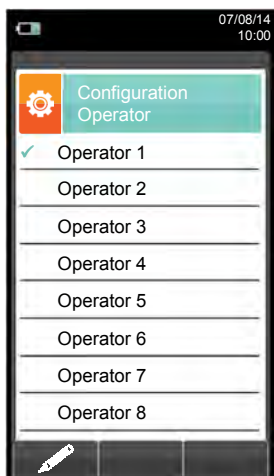 07/08/14
10:00
Configuration
Operator
Operator 1
Operator 2
Operator 3
Operator 4
Operator 5
Operator 6
Operator 7
Operator 8